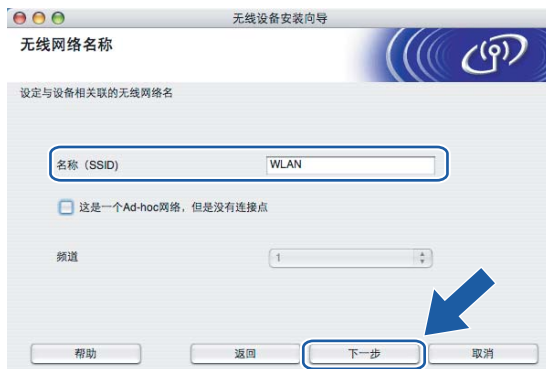 无线设备安装向导
无线网络名称
设定与设备相关联的无线网络名
名称（SSID) WLAN
这是一个Ad-hoc网络，但是没有连接点
频道 1
帮助 返回 下一步 取消